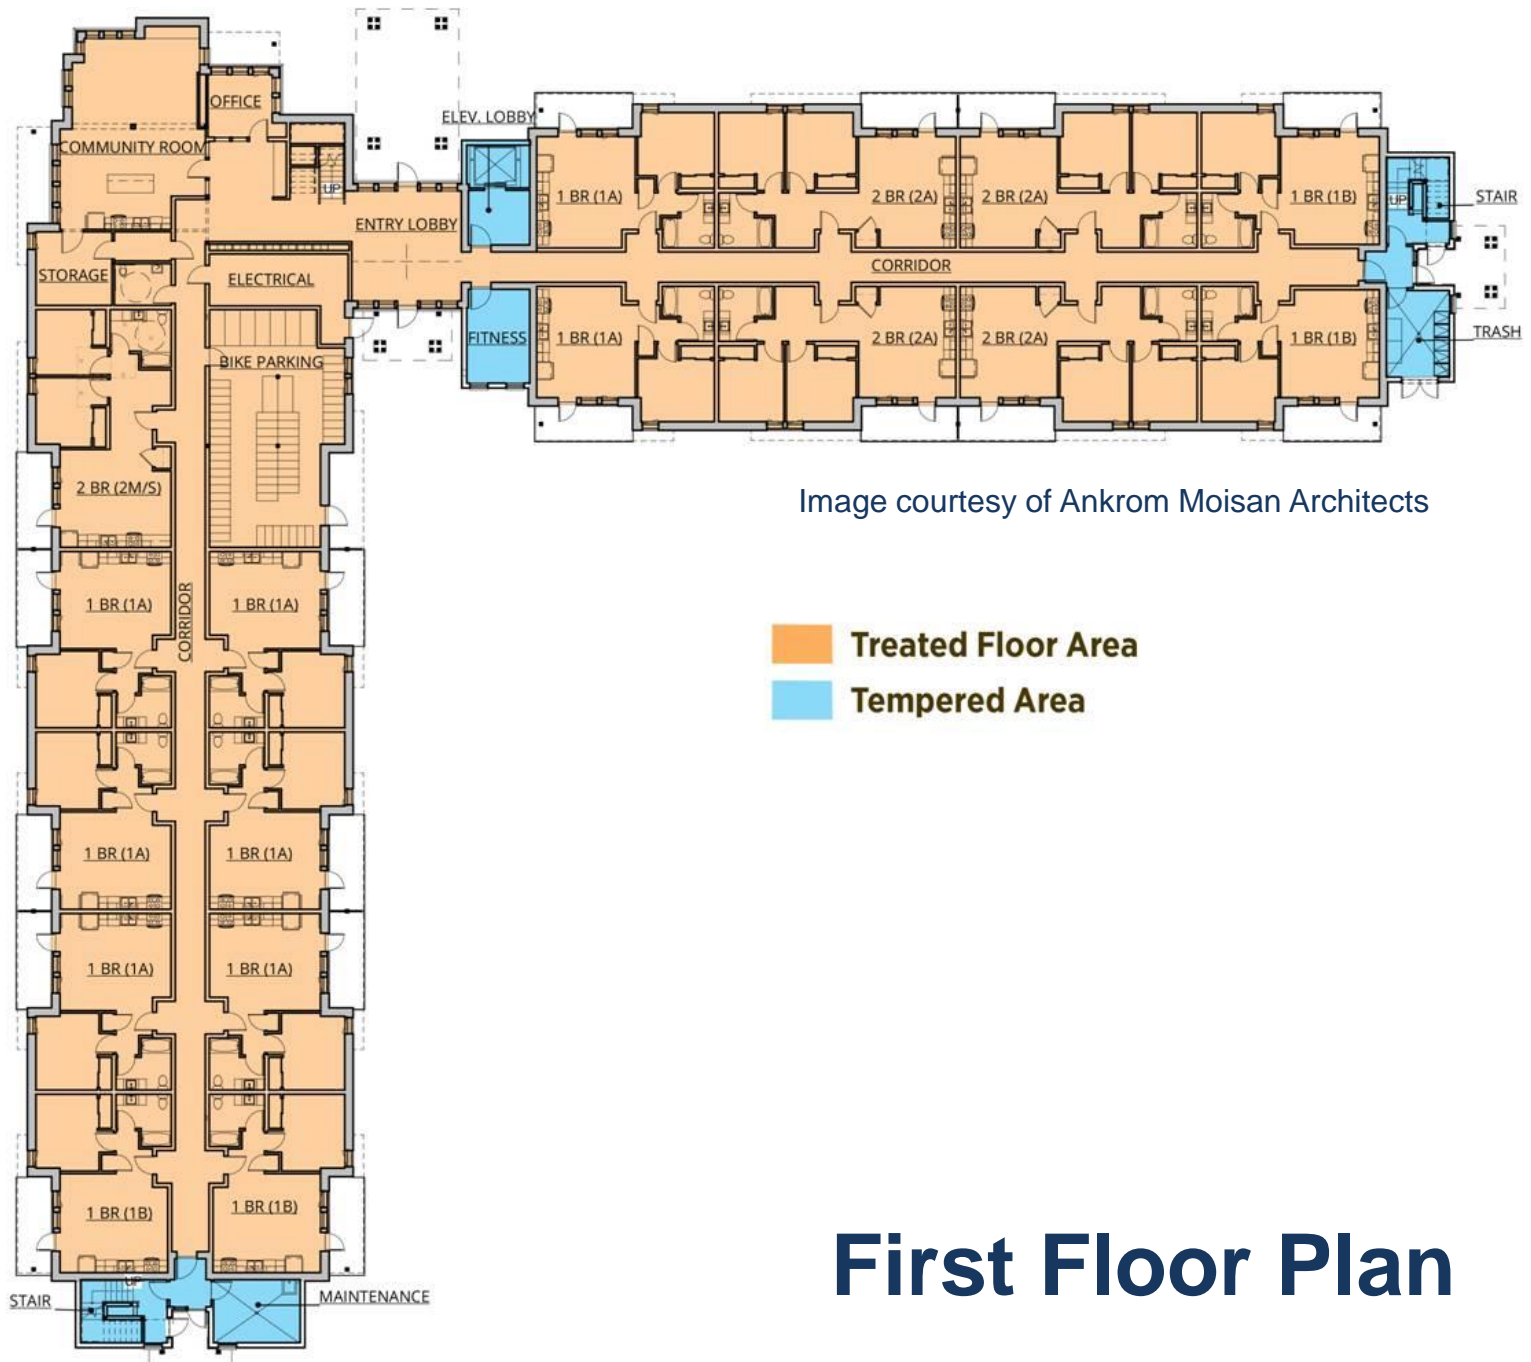 OFFICE
ELEV. LOBBY
COMMUNITY ROOM
UP
ENTRY LOBBY
1 BR (1A)
2 BR (2A)
2 BR (2A)
1 BR (1B)
UP
STAIR
STORAGE
ELECTRICAL
CORRIDOR
FITNESS
1 BR (1A)
2 BR (2A)
2 BR (2A)
1 BR (1B)
TRASH
BIKE PARKING
2 BR (2M/S)
Image courtesy of Ankrom Moisan Architects
1 BR (1A)
CORRIDOR
1 BR (1A)
Treated Floor Area
Tempered Area
1 BR (1A)
1 BR (1A)
1 BR (1A)
1 BR (1A)
1 BR (1B)
1 BR (1B)
First Floor Plan
UP
STAIR
MAINTENANCE